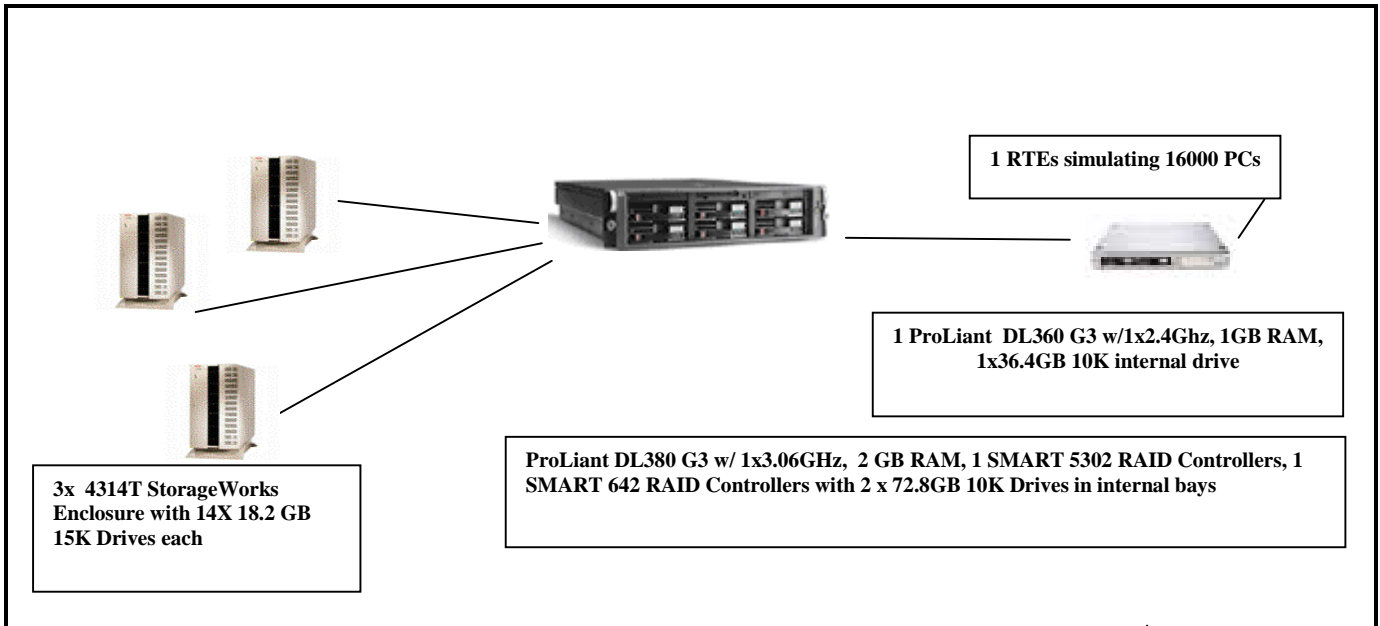 1 RTEs simulating 16000 PCs
1 ProLiant DL360 G3 w/1x2.4Ghz, 1GB RAM,
1x36.4GB 10K internal drive
ProLiant DL380 G3 w/ 1x3.06GHz, 2 GB RAM, 1 SMART 5302 RAID Controllers, 1
SMART 642 RAID Controllers with 2 x 72.8GB 10K Drives in internal bays
3x 4314T StorageWorks
Enclosure with 14X 18.2 GB
15K Drives each